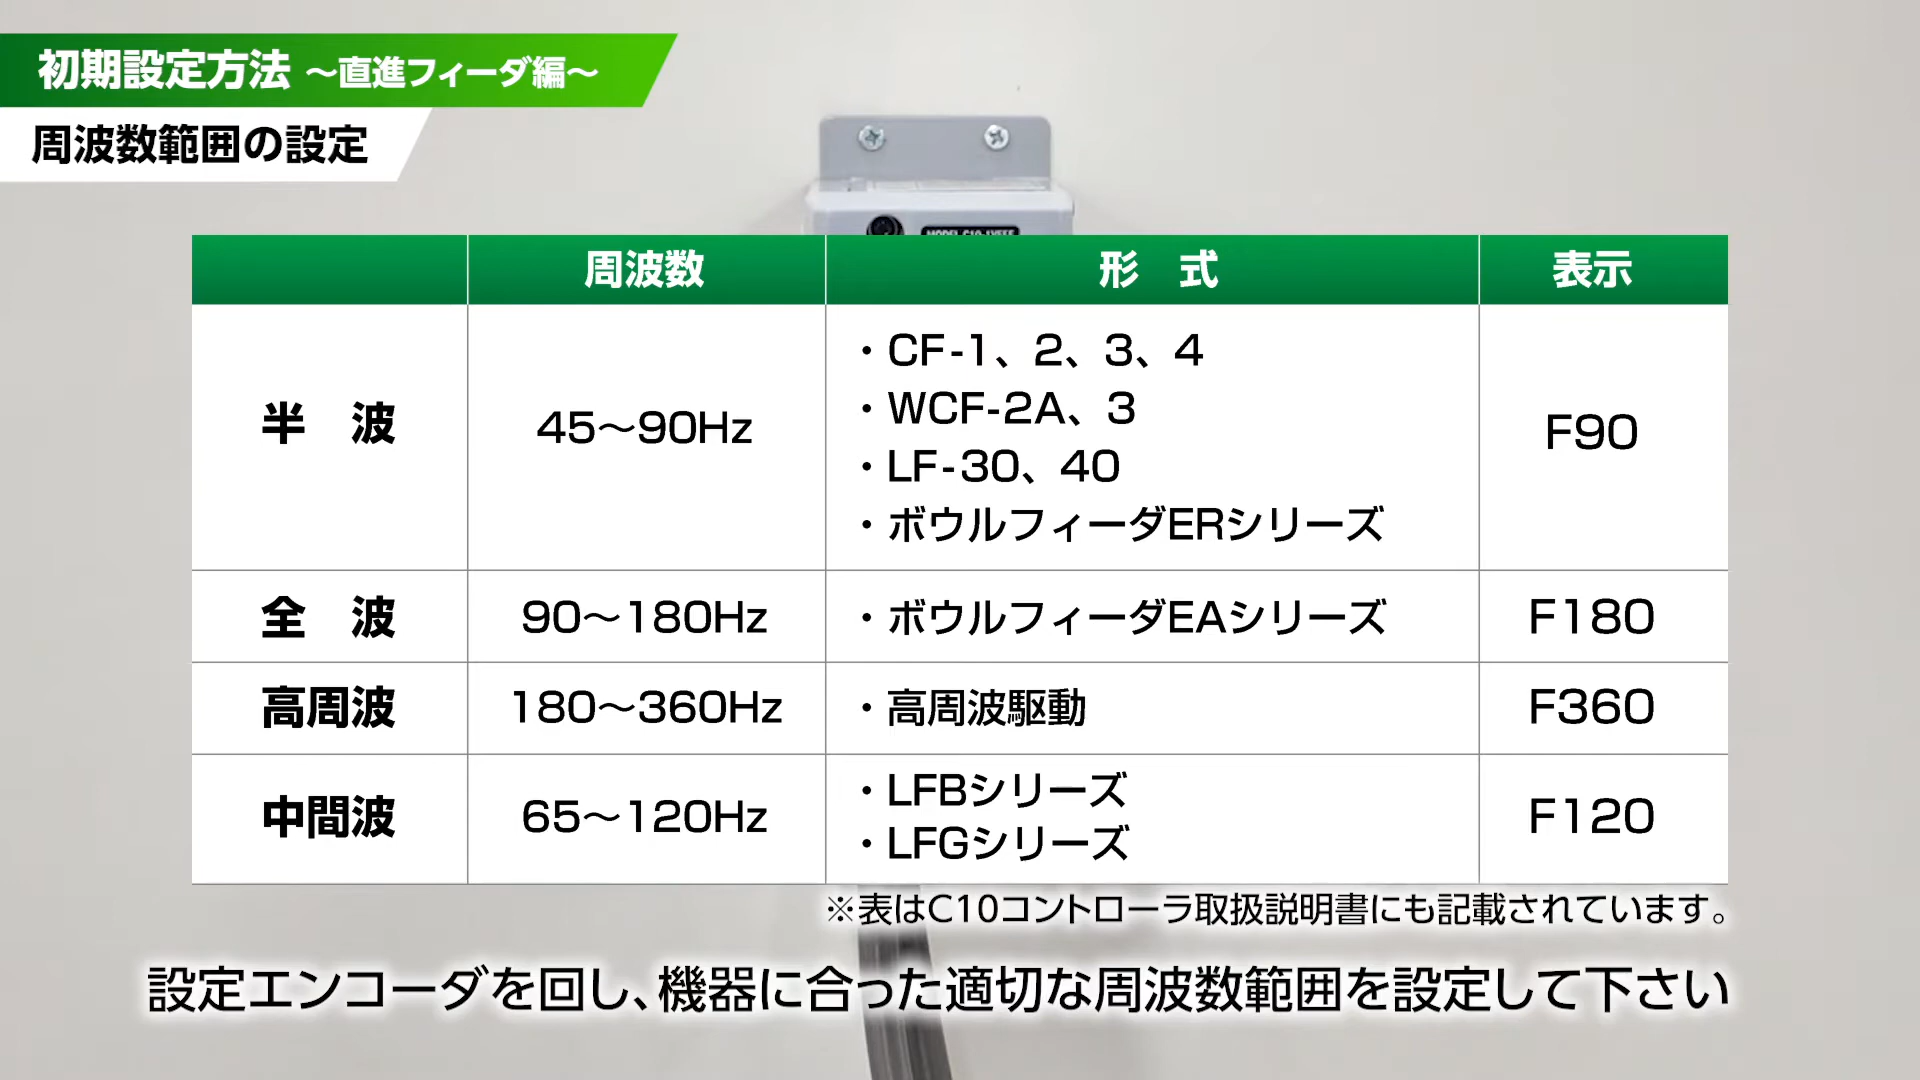 初期設定方法 ～直進フィーダ編～
周波数範囲の設定
周波数 形 式 表示
半 波 45～90Hz ・CF-1、2、3、4 F90
・WCF-2A、3
・LF-30、40
・ボウルフィーダERシリーズ
全 波 90～180Hz ・ボウルフィーダEAシリーズ F180
高周波 180～360Hz ・高周波駆動 F360
中間波 65～120Hz ・LFBシリーズ F120
・LFGシリーズ
※表はC10コントローラ取扱説明書にも記載されています。
設定エンコーダを回し、機器に合った適切な周波数範囲を設定して下さい